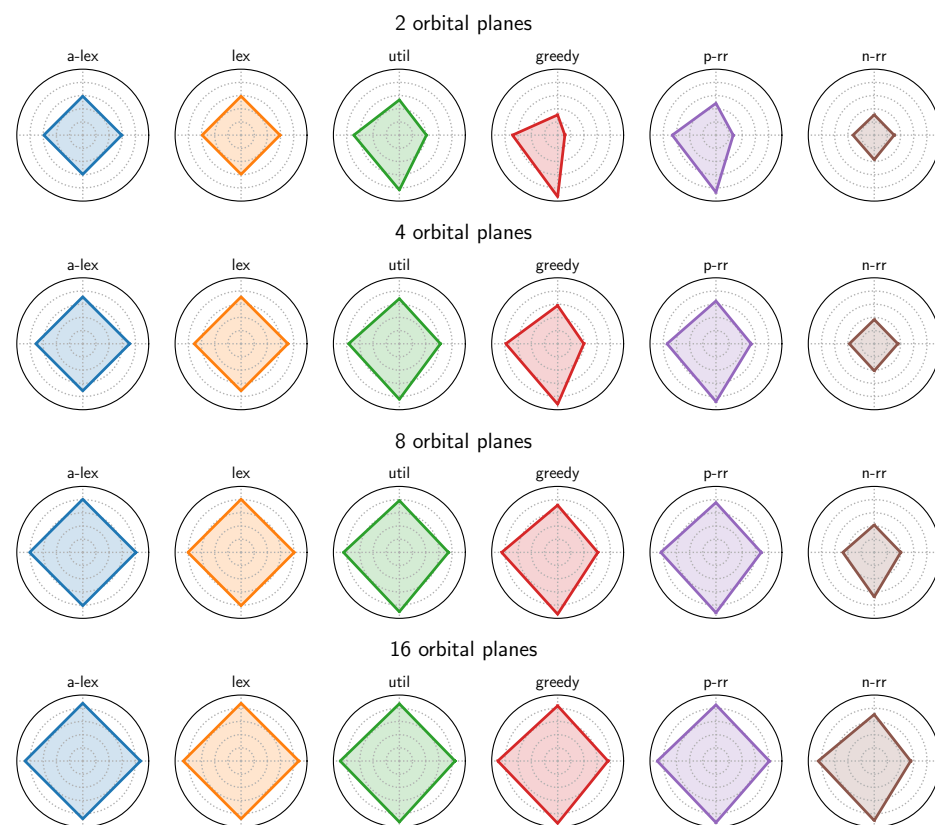 2 orbital planes
a-lex lex util greedy p-rr n-rr
4 orbital planes
a-lex lex util greedy p-rr n-rr
8 orbital planes
a-lex lex util greedy p-rr n-rr
16 orbital planes
a-lex lex util greedy p-rr n-rr